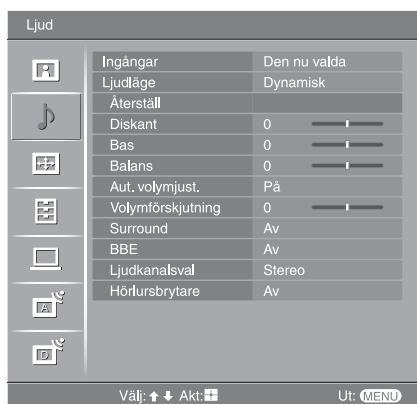 Ljud
Ingångar Den nu valda
Ljudläge Dynamisk
Återställ
Diskant 0
Bas 0
Balans 0
Aut. volymjust. På
Volymförskjutning 0
Surround Av
BBE Av
Ljudkanalsval Stereo
Hörlursbrytare Av
A
D
Välj: ↑ ↓ Akt: Ut: MENU